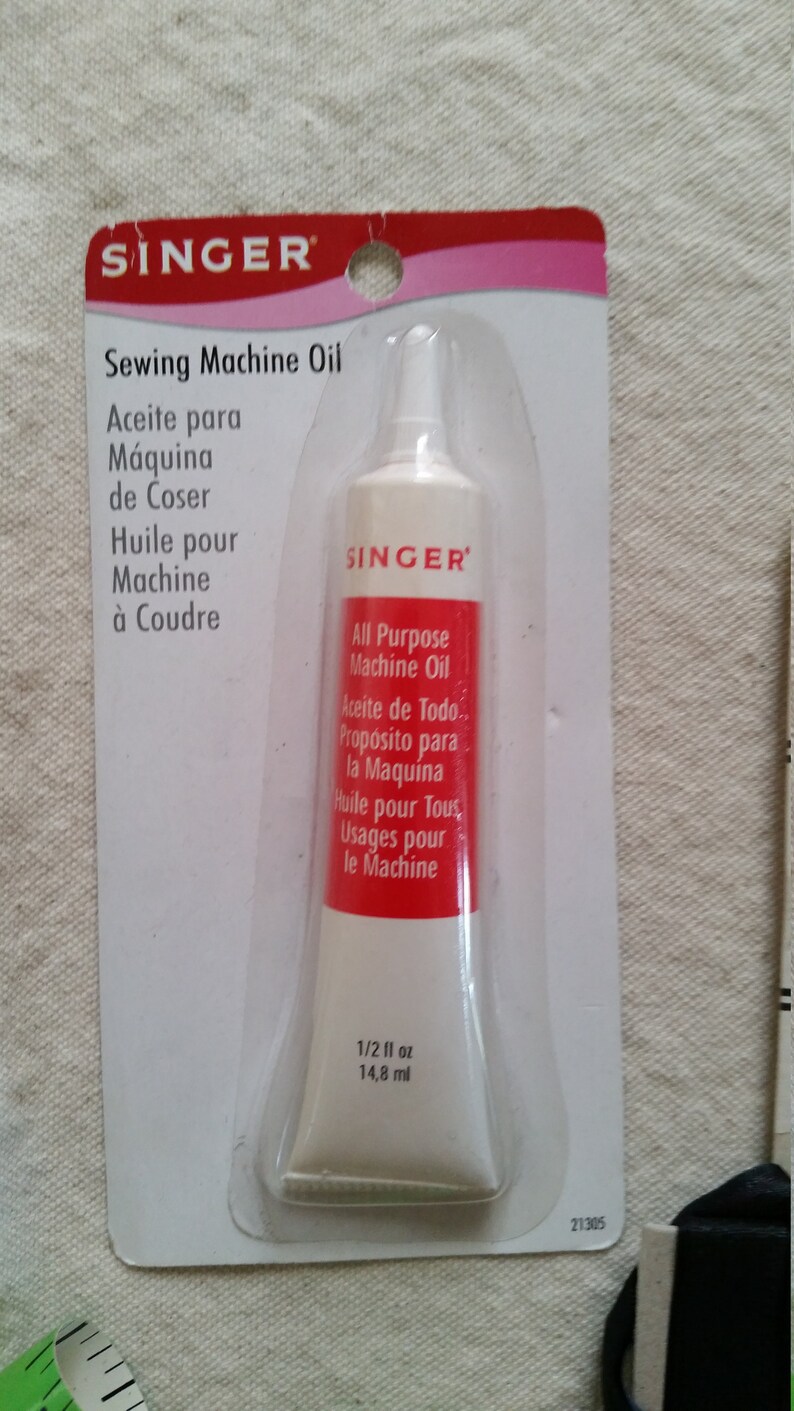 SINGER®
Sewing Machine Oil
Aceite para
Máquina
de Coser
Huile pour
Machine
à Coudre
SINGER®
All Purpose
Machine Oil
Aceite de Todo
Propósito para
la Maquina
Huile pour Tous
Usages pour
le Machine
1/2 fl oz
14,8 ml
21305